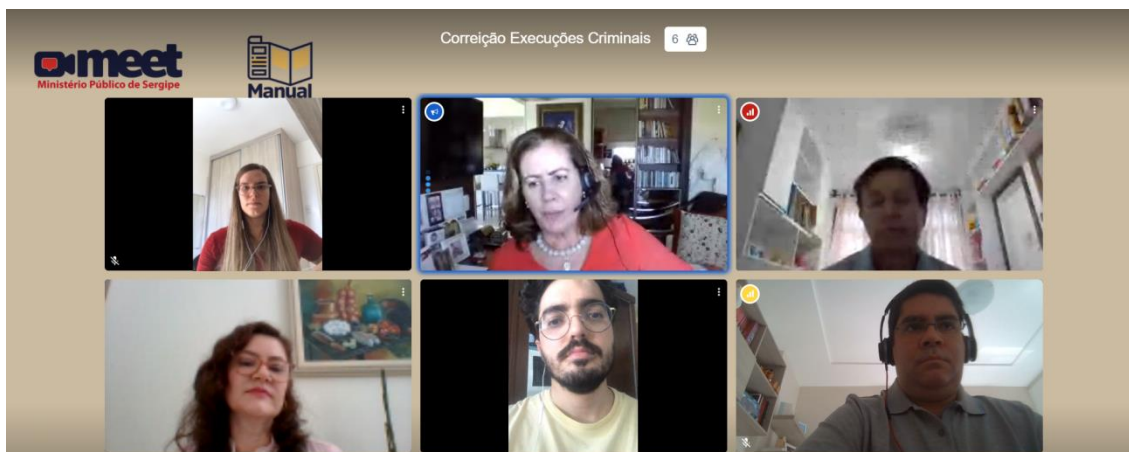 Correição Execuções Criminais 6
meet
Ministério Público de Sergipe
Manual